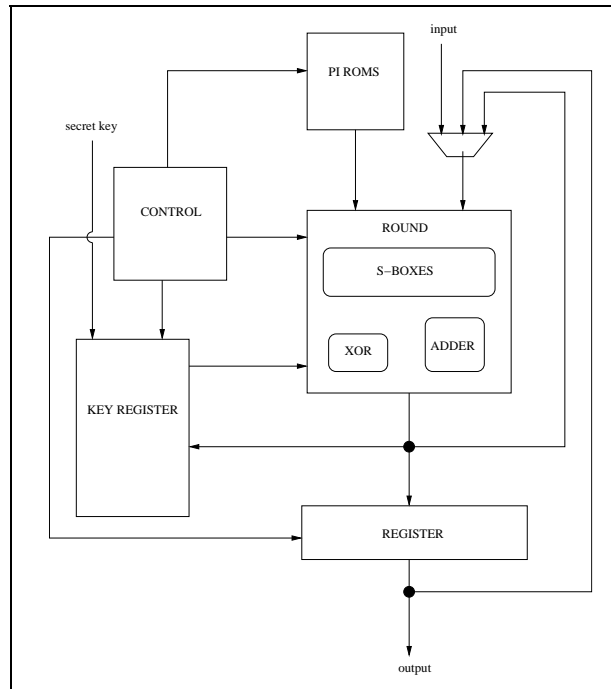 input
PI ROMS
secret key
CONTROL
ROUND
S-BOXES
XOR
ADDER
KEY REGISTER
REGISTER
output